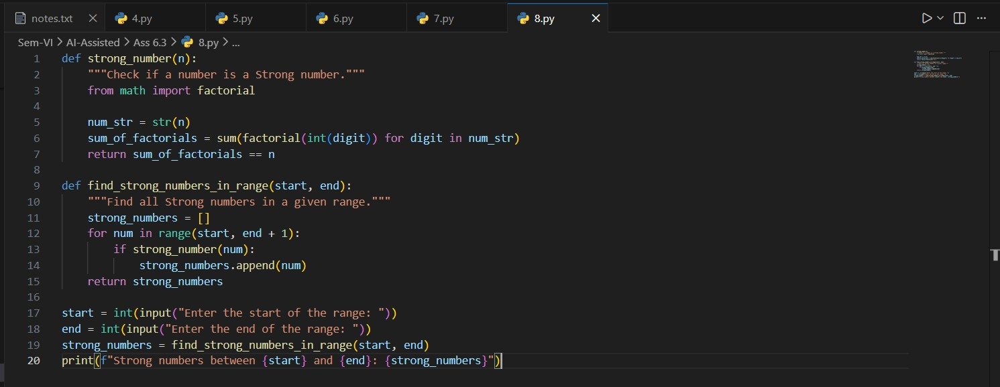 notes.txt 4.py 5.py 6.py 7.py 8.py
Sem-VI > AI-Assisted > Ass 6.3 > 8.py > ...
1 def strong_number(n):
2     """Check if a number is a Strong number."""
3     from math import factorial
4
5     num_str = str(n)
6     sum_of_factorials = sum(factorial(int(digit)) for digit in num_str)
7     return sum_of_factorials == n
8
9 def find_strong_numbers_in_range(start, end):
10     """Find all Strong numbers in a given range."""
11     strong_numbers = []
12     for num in range(start, end + 1):
13         if strong_number(num):
14             strong_numbers.append(num)
15     return strong_numbers
16
17 start = int(input("Enter the start of the range: "))
18 end = int(input("Enter the end of the range: "))
19 strong_numbers = find_strong_numbers_in_range(start, end)
20 print(f"Strong numbers between {start} and {end}: {strong_numbers}")